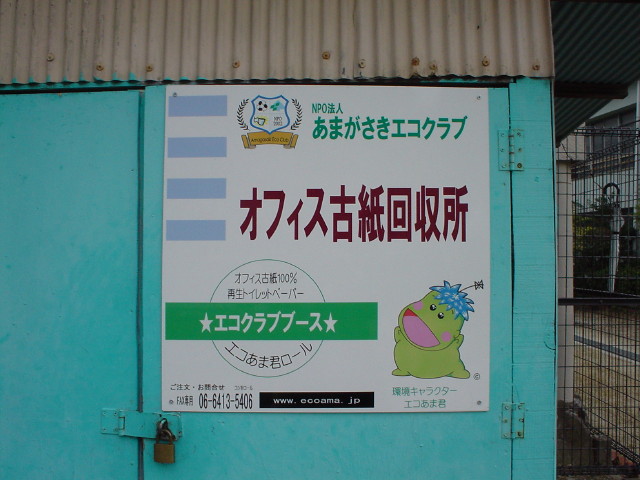 NPO法人
あまがさきエコクラブ
Amagasaki Eco Club
オフィス古紙回収所
オフィス古紙100%
再生トイレットペーパー
★エコクラブブース★
エコあま君ロール
ご注文・お問合せ
FAX専用 06-6413-5406
www.ecoama.jp
©
環境キャラクター
エコあま君